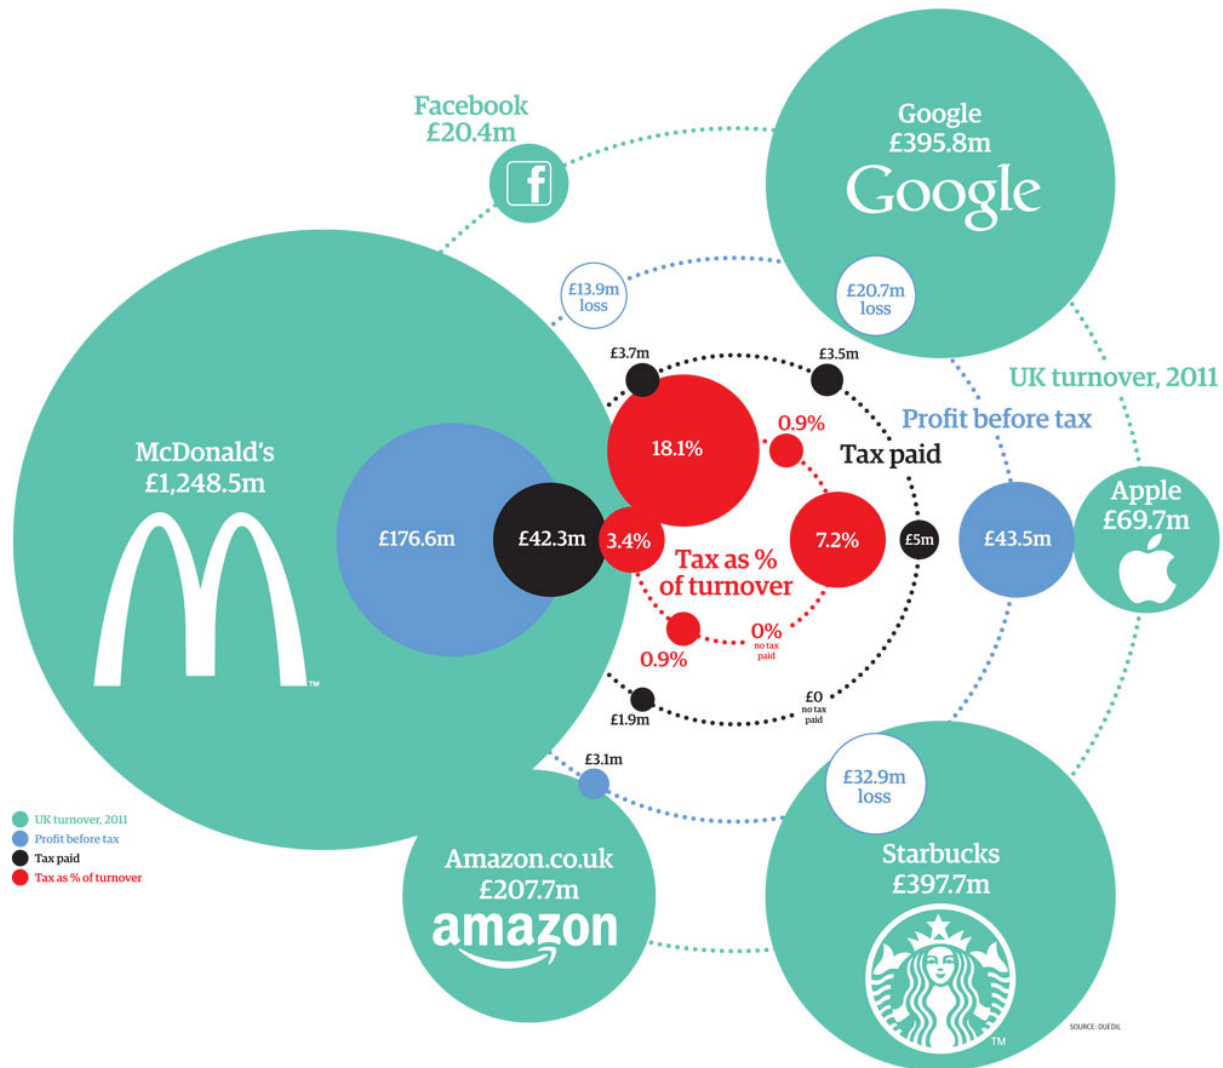 Facebook
£20.4m
f
Google
£395.8m
Google
£13.9m
loss
£20.7m
loss
£3.7m
£3.5m
UK turnover, 2011
Profit before tax
Tax paid
0.9%
18.1%
McDonald's
£1,248.5m
TM
£176.6m
£42.3m
3.4%
Tax as %
of turnover
7.2%
£5m
£43.5m
Apple
£69.7m
0.9%
0%
no tax
paid
£1.9m
£0
no tax
paid
£3.1m
£32.9m
loss
UK turnover, 2011
Profit before tax
Tax paid
Tax as % of turnover
Amazon.co.uk
£207.7m
amazon
Starbucks
£397.7m
TM
SOURCE: DUEDIL